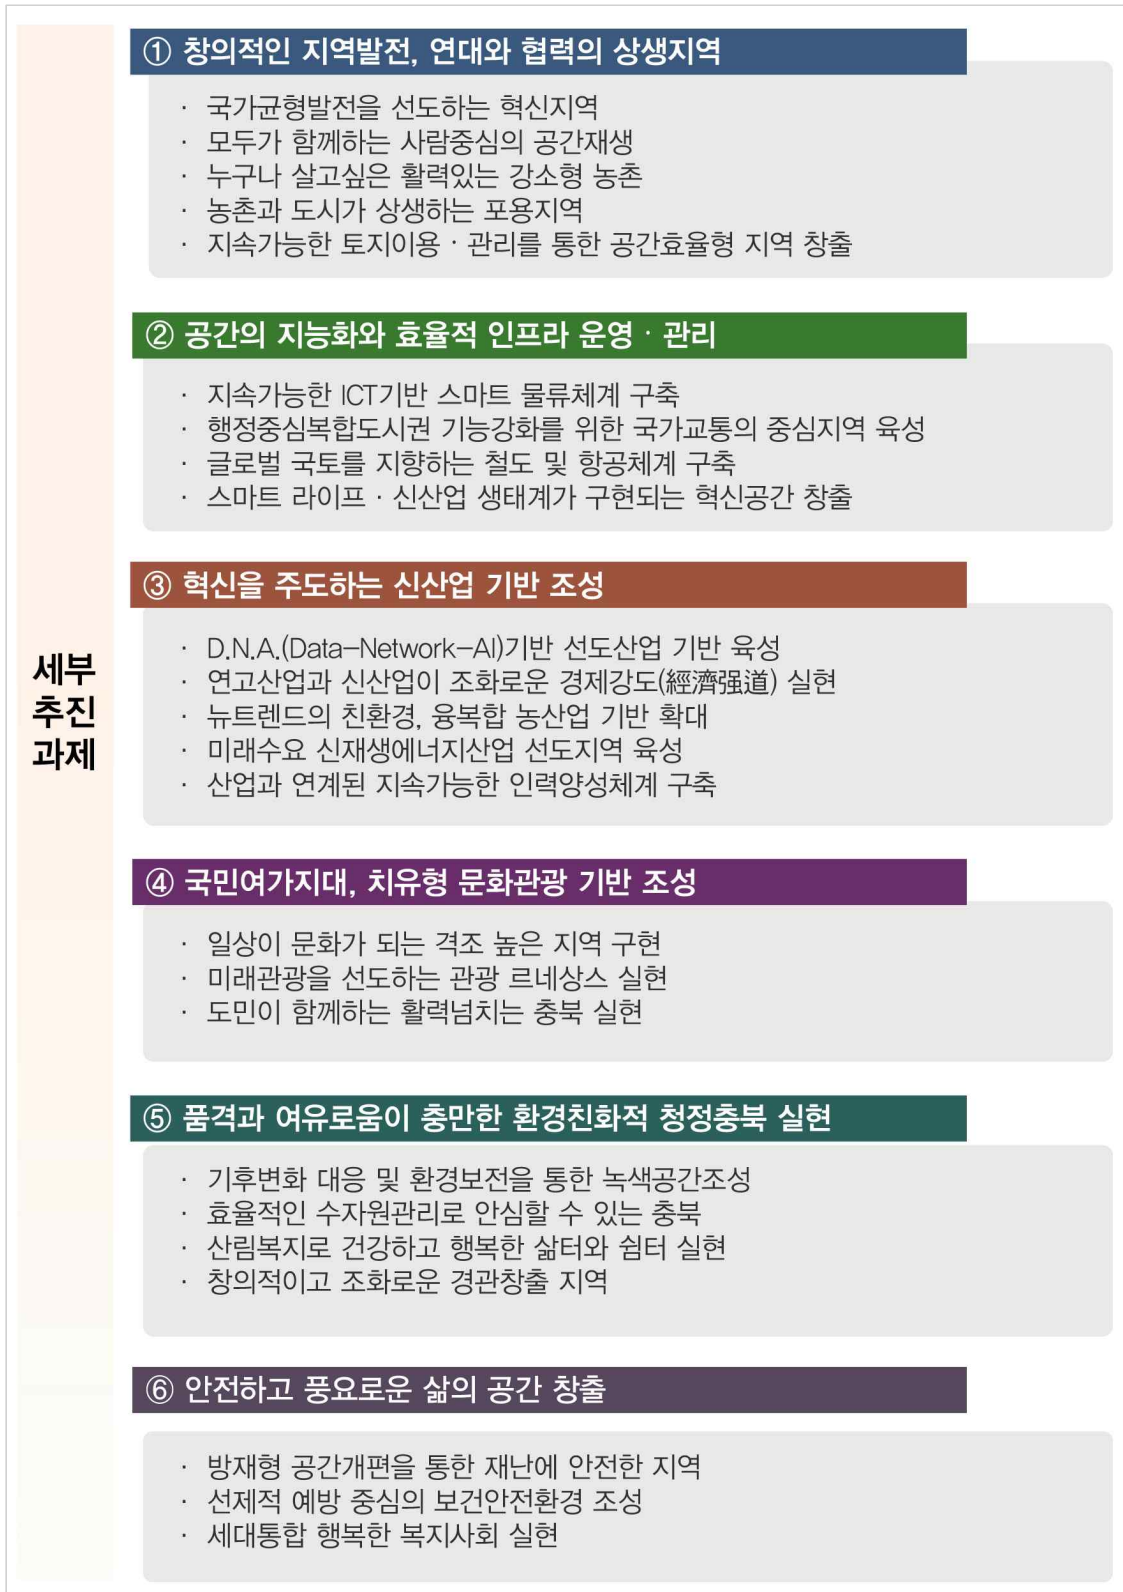 세부
추진
과제
① 창의적인 지역발전, 연대와 협력의 상생지역
· 국가균형발전을 선도하는 혁신지역
· 모두가 함께하는 사람중심의 공간재생
· 누구나 살고싶은 활력있는 강소형 농촌
· 농촌과 도시가 상생하는 포용지역
· 지속가능한 토지이용 · 관리를 통한 공간효율형 지역 창출
② 공간의 지능화와 효율적 인프라 운영 · 관리
· 지속가능한 ICT기반 스마트 물류체계 구축
· 행정중심복합도시권 기능강화를 위한 국가교통의 중심지역 육성
· 글로벌 국토를 지향하는 철도 및 항공체계 구축
· 스마트 라이프 · 신산업 생태계가 구현되는 혁신공간 창출
③ 혁신을 주도하는 신산업 기반 조성
· D.N.A.(Data–Network–AI)기반 선도산업 기반 육성
· 연고산업과 신산업이 조화로운 경제강도(經濟强道) 실현
· 뉴트렌드의 친환경, 융복합 농산업 기반 확대
· 미래수요 신재생에너지산업 선도지역 육성
· 산업과 연계된 지속가능한 인력양성체계 구축
④ 국민여가지대, 치유형 문화관광 기반 조성
· 일상이 문화가 되는 격조 높은 지역 구현
· 미래관광을 선도하는 관광 르네상스 실현
· 도민이 함께하는 활력넘치는 충북 실현
⑤ 품격과 여유로움이 충만한 환경친화적 청정충북 실현
· 기후변화 대응 및 환경보전을 통한 녹색공간조성
· 효율적인 수자원관리로 안심할 수 있는 충북
· 산림복지로 건강하고 행복한 삶터와 쉼터 실현
· 창의적이고 조화로운 경관창출 지역
⑥ 안전하고 풍요로운 삶의 공간 창출
· 방재형 공간개편을 통한 재난에 안전한 지역
· 선제적 예방 중심의 보건안전환경 조성
· 세대통합 행복한 복지사회 실현